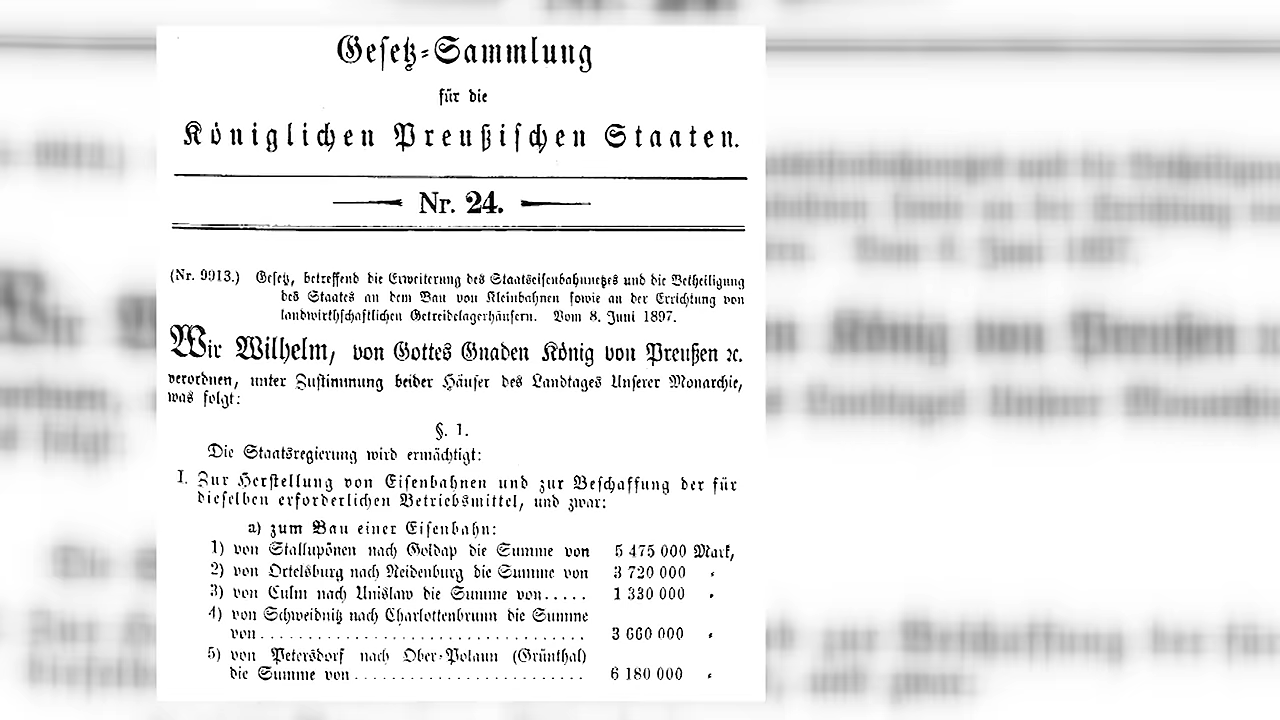 Gesetz-Sammlung
für die
Königlichen Preußischen Staaten.
Nr. 24.
(Nr. 9913.) Gesetz, betreffend die Erweiterung des Staatseisenbahnnetzes und die Betheiligung
des Staates an dem Bau von Kleinbahnen sowie an der Errichtung von
landwirthschaftlichen Getreidelagerhäusern. Vom 8. Juni 1897.
Wir Wilhelm, von Gottes Gnaden König von Preußen ꝛc.
verordnen, unter Zustimmung beider Häuser des Landtages Unserer Monarchie,
was folgt:
§. 1.
Die Staatsregierung wird ermächtigt:
I. Zur Herstellung von Eisenbahnen und zur Beschaffung der für
dieselben erforderlichen Betriebsmittel, und zwar:
a) zum Bau einer Eisenbahn:
1) von Stallupönen nach Goldap die Summe von 5 475 000 Mark,
2) von Ortelsburg nach Neidenburg die Summe von 3 720 000 "
3) von Culm nach Unislaw die Summe von..... 1 330 000 "
4) von Schweidnitz nach Charlottenbrunn die Summe
von................................ 3 660 000 "
5) von Petersdorf nach Ober-Polaun (Grünthal)
die Summe von....................... 6 180 000 "